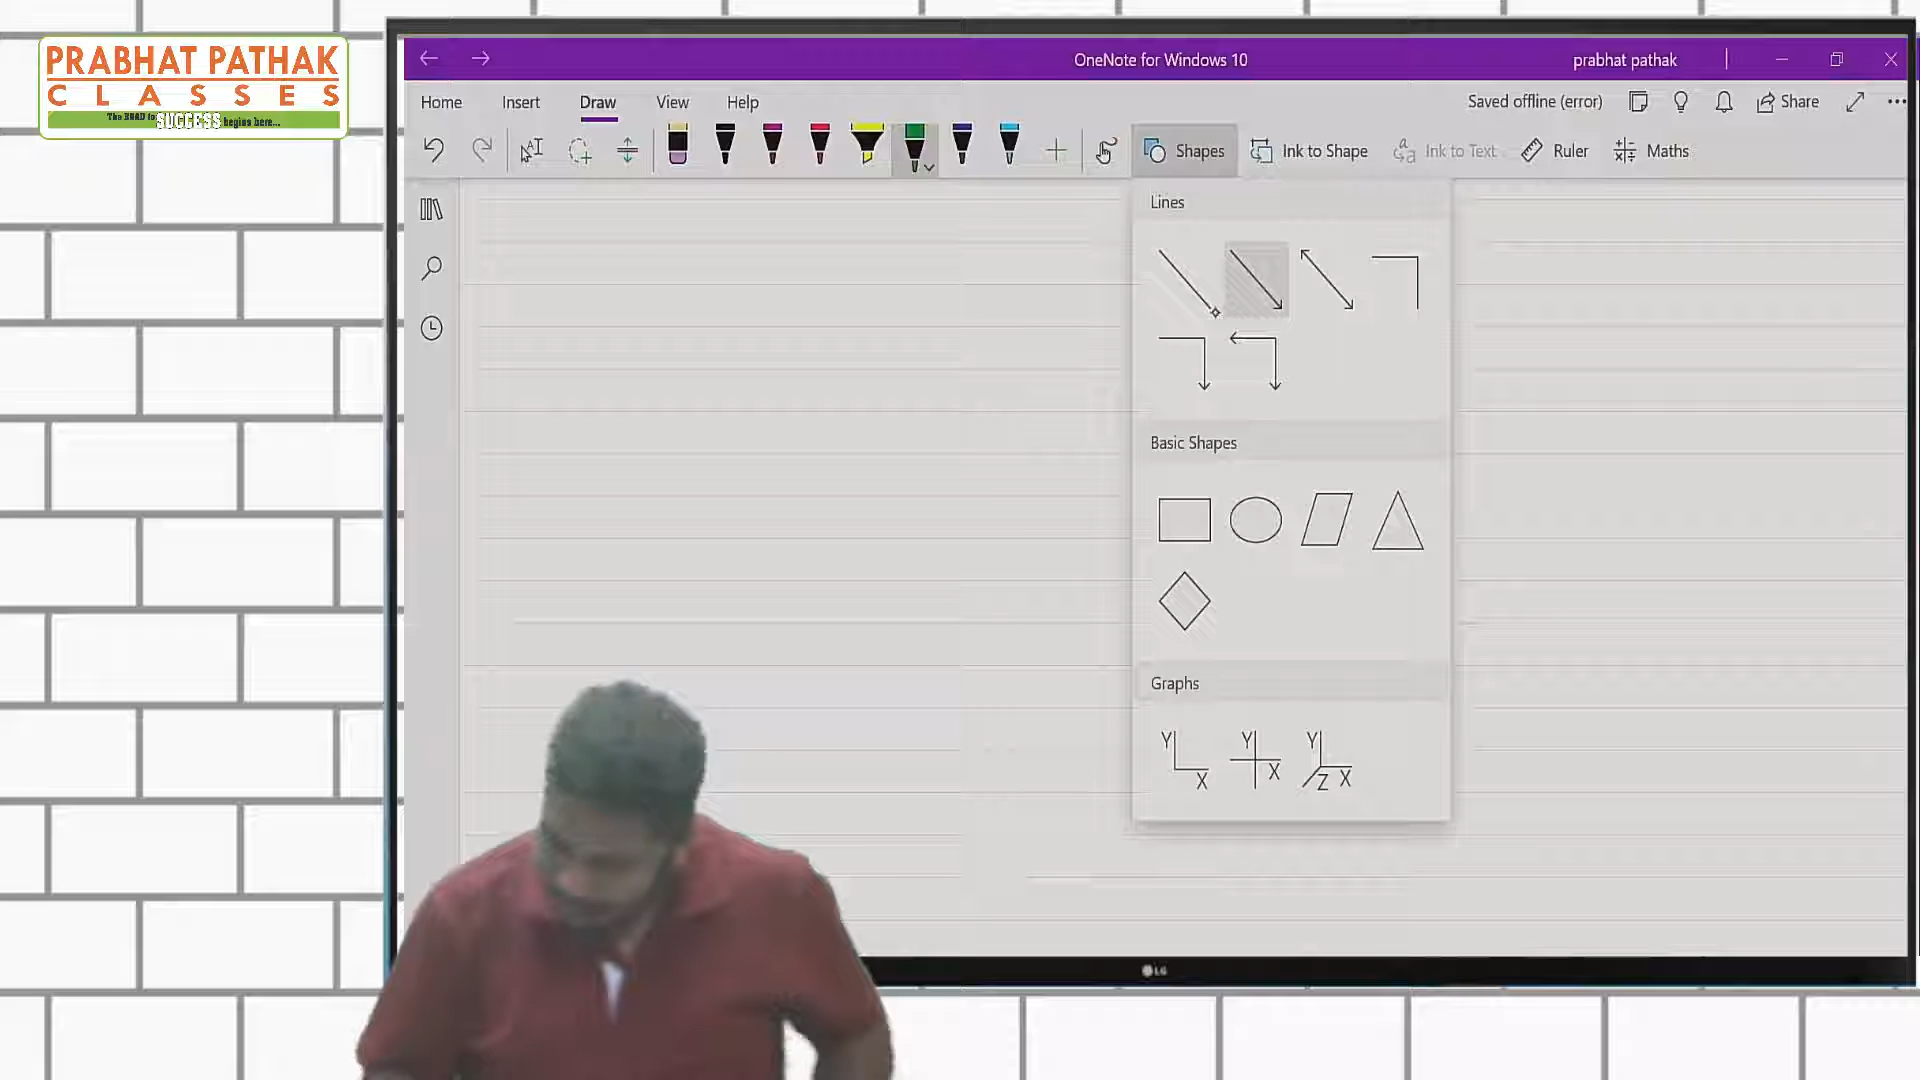 PRABHAT PATHAK
CLASSES
The ROAD to SUCCESS begins here...
OneNote for Windows 10
prabhat pathak
Home Insert Draw View Help
Saved offline (error)
Share
Shapes
Ink to Shape
Ink to Text
Ruler
Maths
Lines
Basic Shapes
Graphs
Y X
Y X
Y Z X
LG